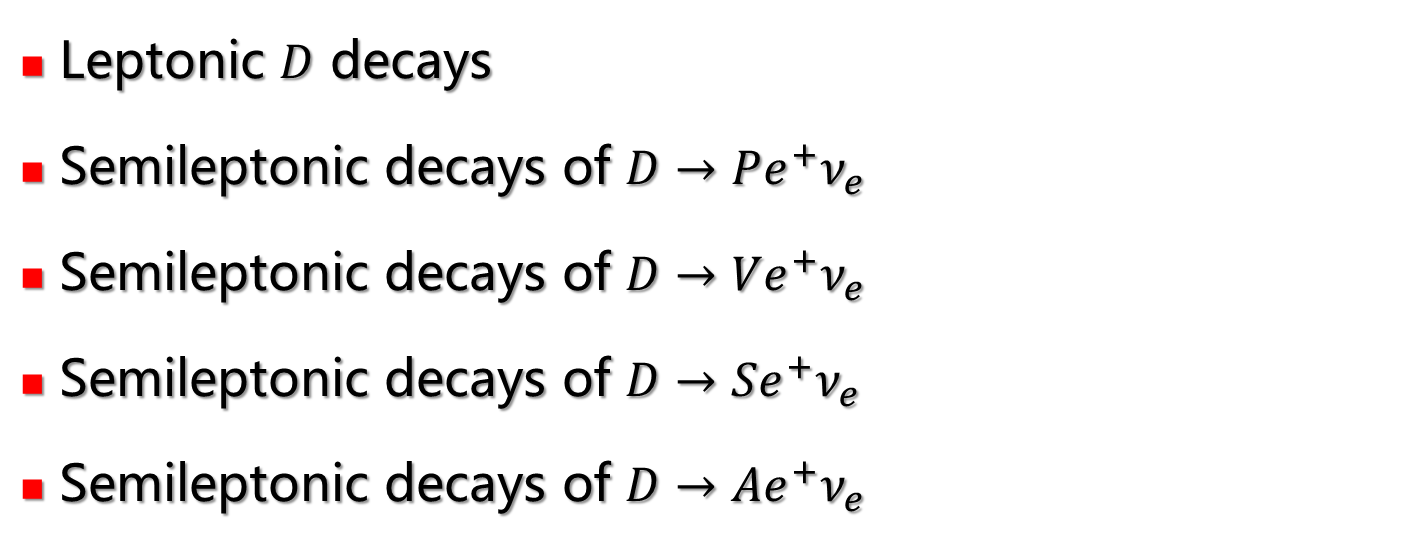 ▪ Leptonic 𝐷 decays
▪ Semileptonic decays of 𝐷 → 𝑃𝑒⁺𝜈ₑ
▪ Semileptonic decays of 𝐷 → 𝑉𝑒⁺𝜈ₑ
▪ Semileptonic decays of 𝐷 → 𝑆𝑒⁺𝜈ₑ
▪ Semileptonic decays of 𝐷 → 𝐴𝑒⁺𝜈ₑ